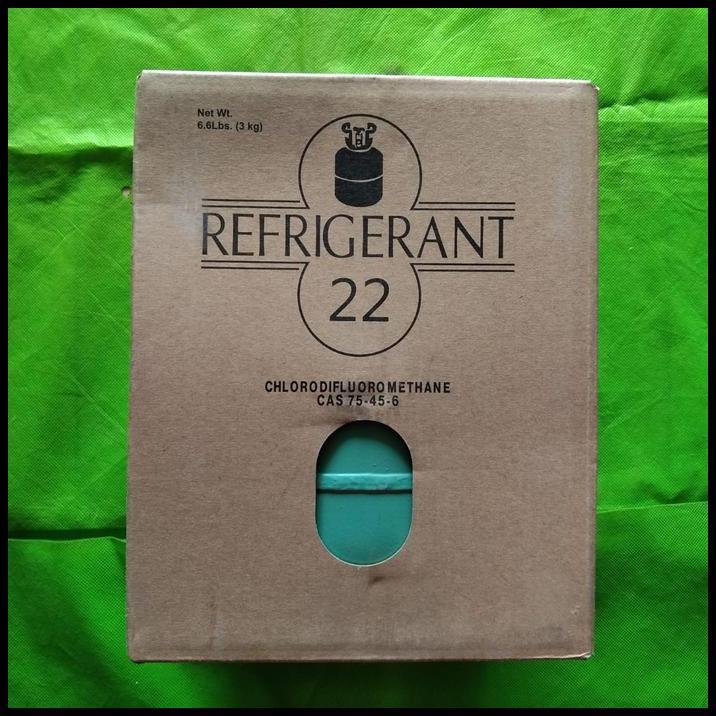 Net Wt.
6.6Lbs. (3 kg)
REFRIGERANT
22
CHLORODIFLUOROMETHANE
CAS 75-45-6